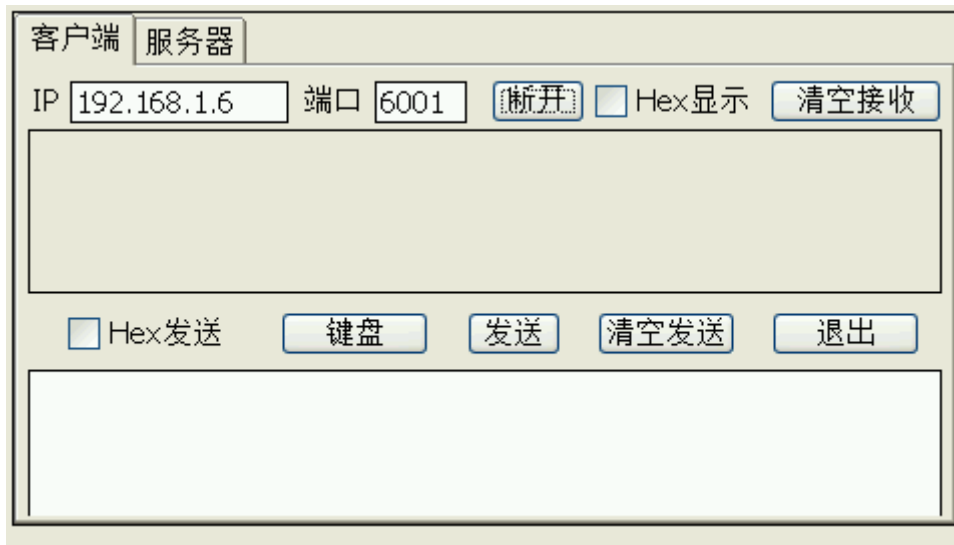 客户端 服务器
IP 192.168.1.6 端口 6001 断开 Hex显示 清空接收
Hex发送 键盘 发送 清空发送 退出